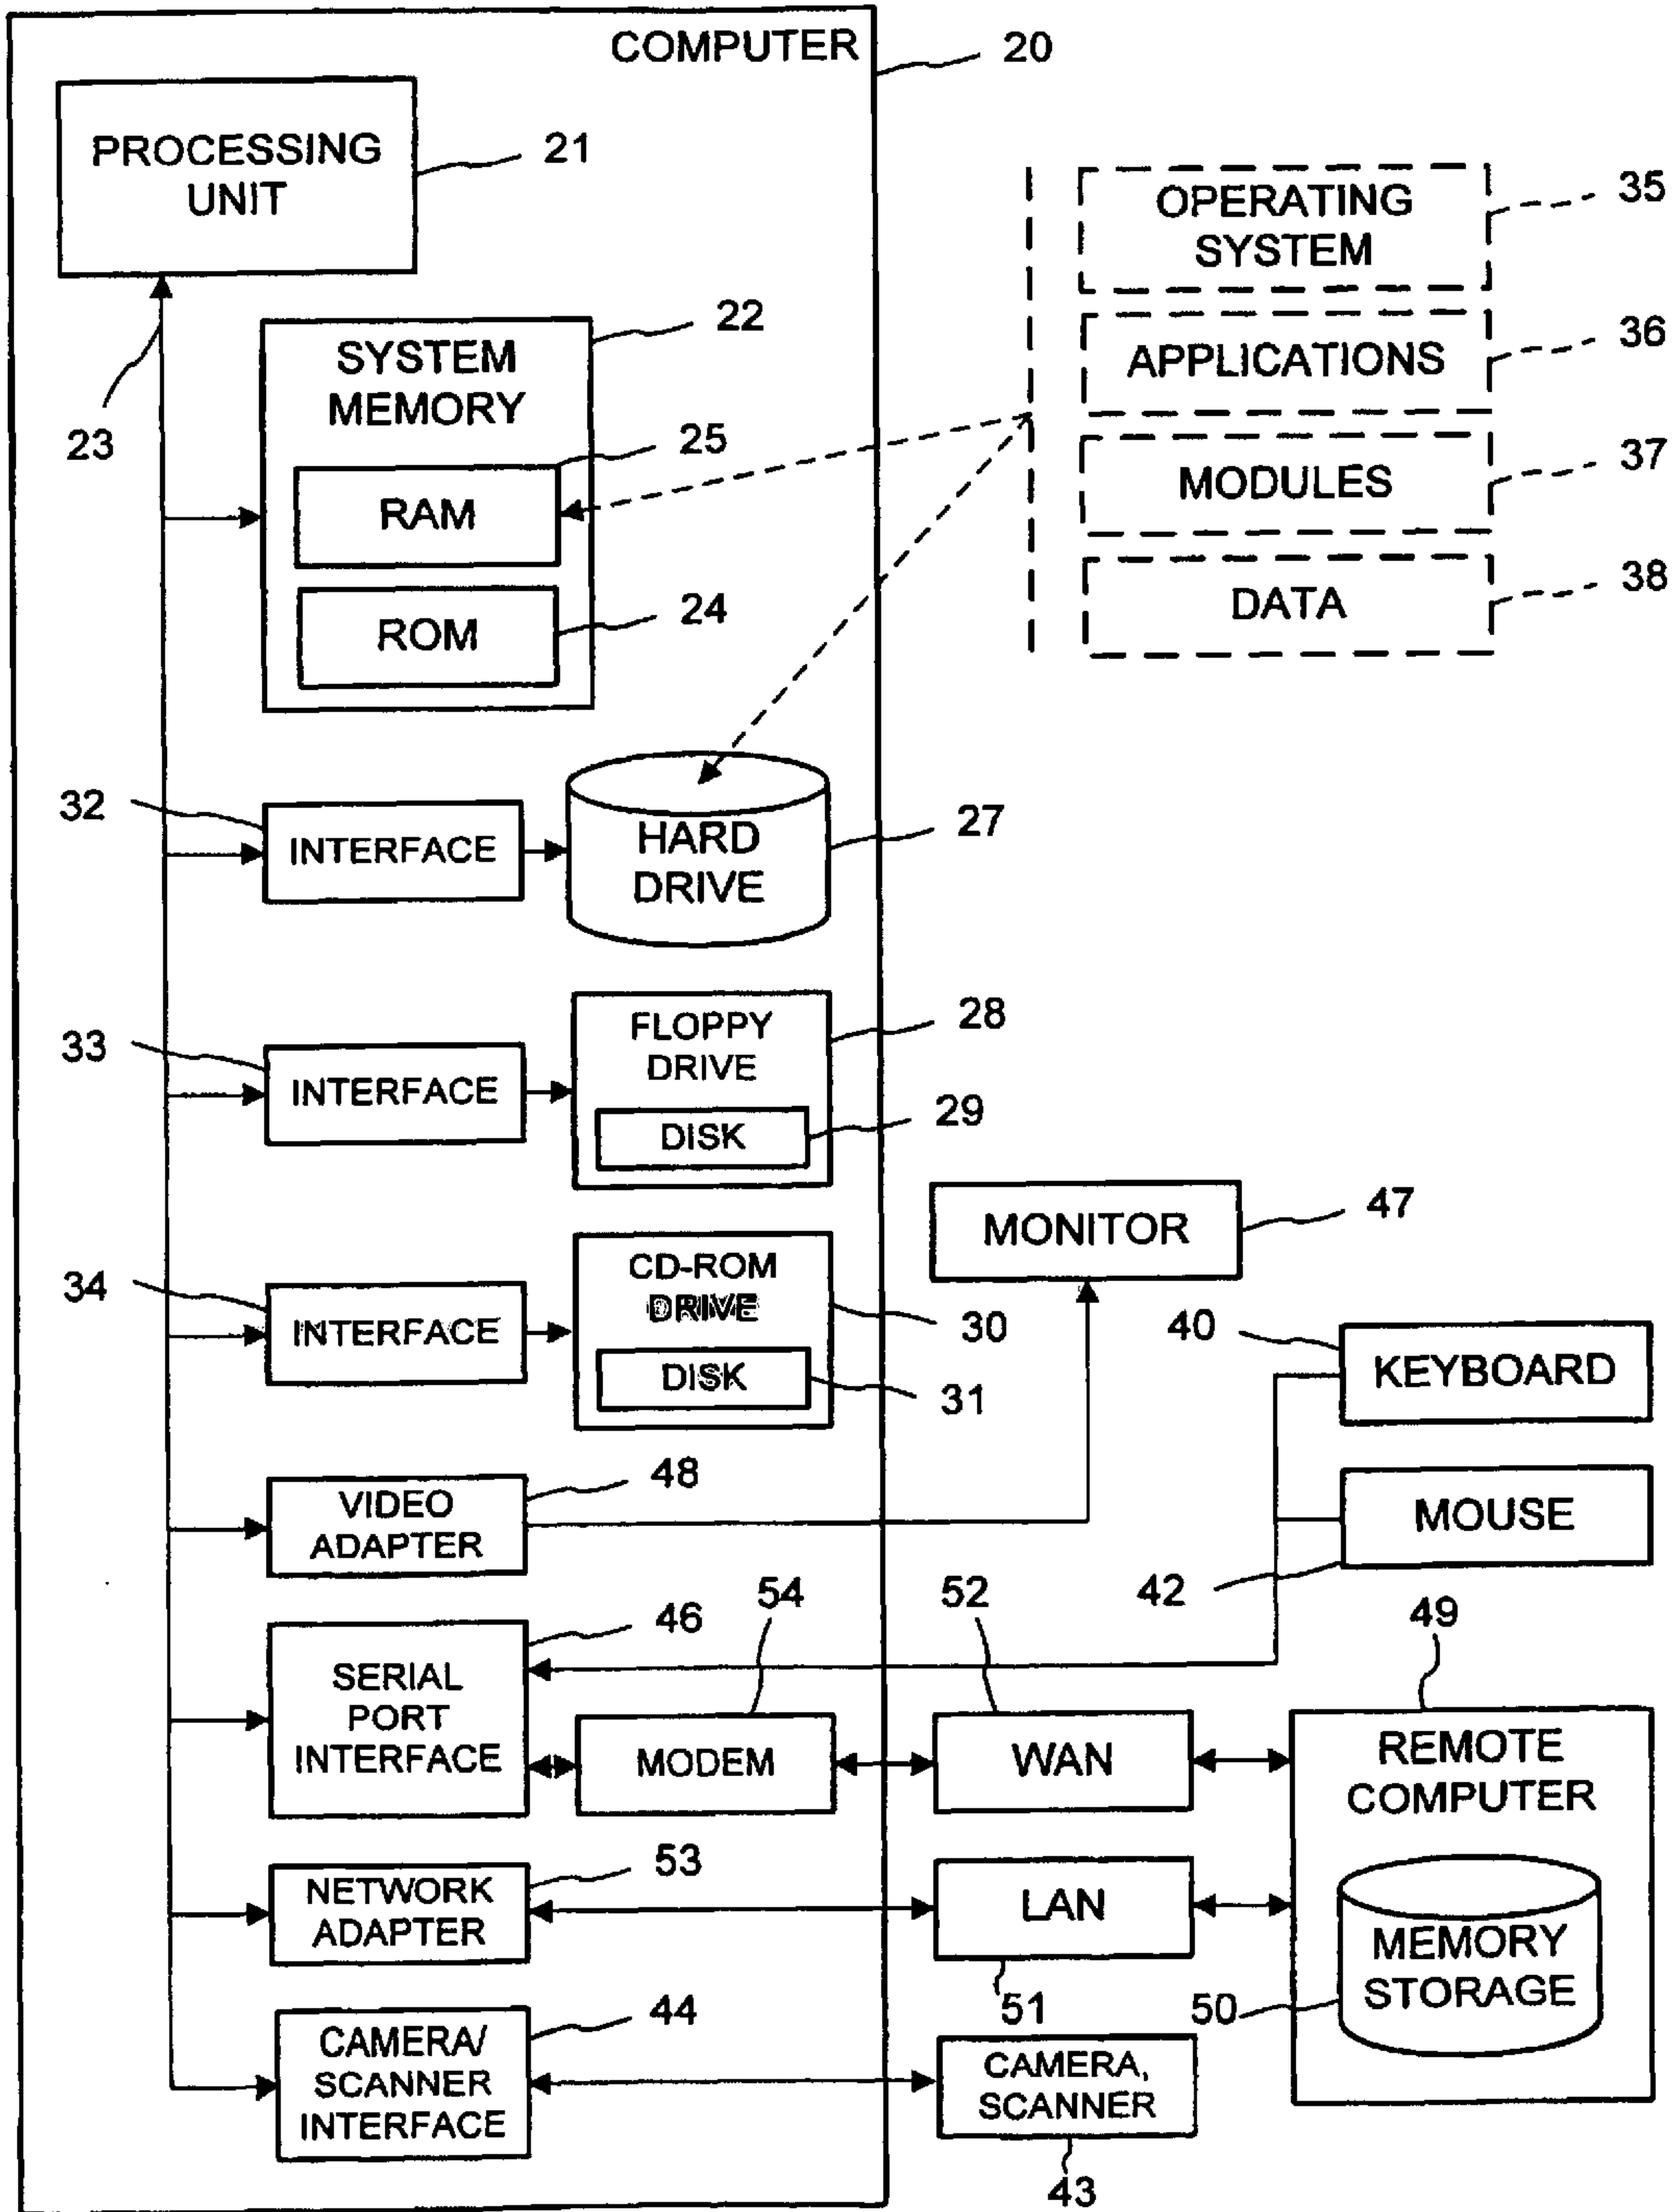 COMPUTER
20
PROCESSING
UNIT
21
23
22
SYSTEM
MEMORY
25
RAM
24
ROM
OPERATING
SYSTEM
35
APPLICATIONS
36
MODULES
37
DATA
38
32
INTERFACE
HARD
DRIVE
27
33
INTERFACE
FLOPPY
DRIVE
28
DISK
29
34
INTERFACE
CD-ROM
DRIVE
30
DISK
31
MONITOR
47
40
KEYBOARD
MOUSE
42
VIDEO
ADAPTER
48
46
SERIAL
PORT
INTERFACE
54
MODEM
52
WAN
49
REMOTE
COMPUTER
MEMORY
STORAGE
50
NETWORK
ADAPTER
53
LAN
51
CAMERA/
SCANNER
INTERFACE
44
CAMERA,
SCANNER
43